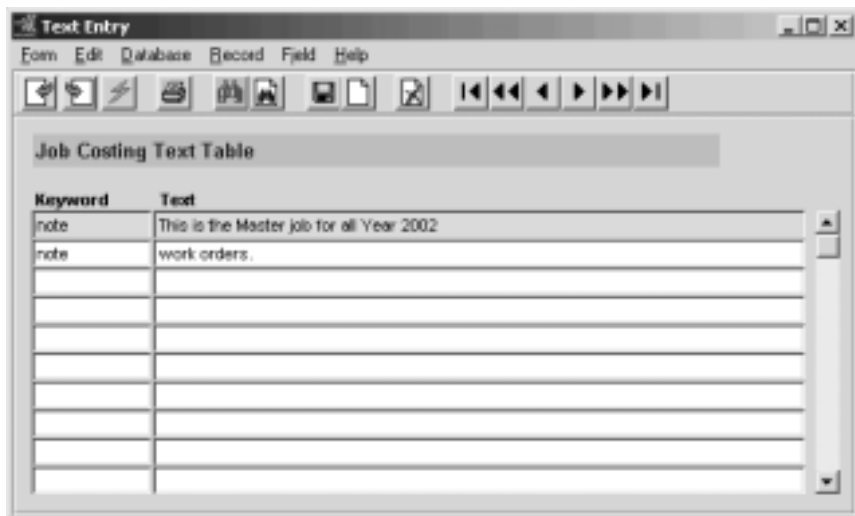 Text Entry
Form Edit Database Record Field Help
Job Costing Text Table
Keyword Text
note This is the Master job for all Year 2002
note work orders.